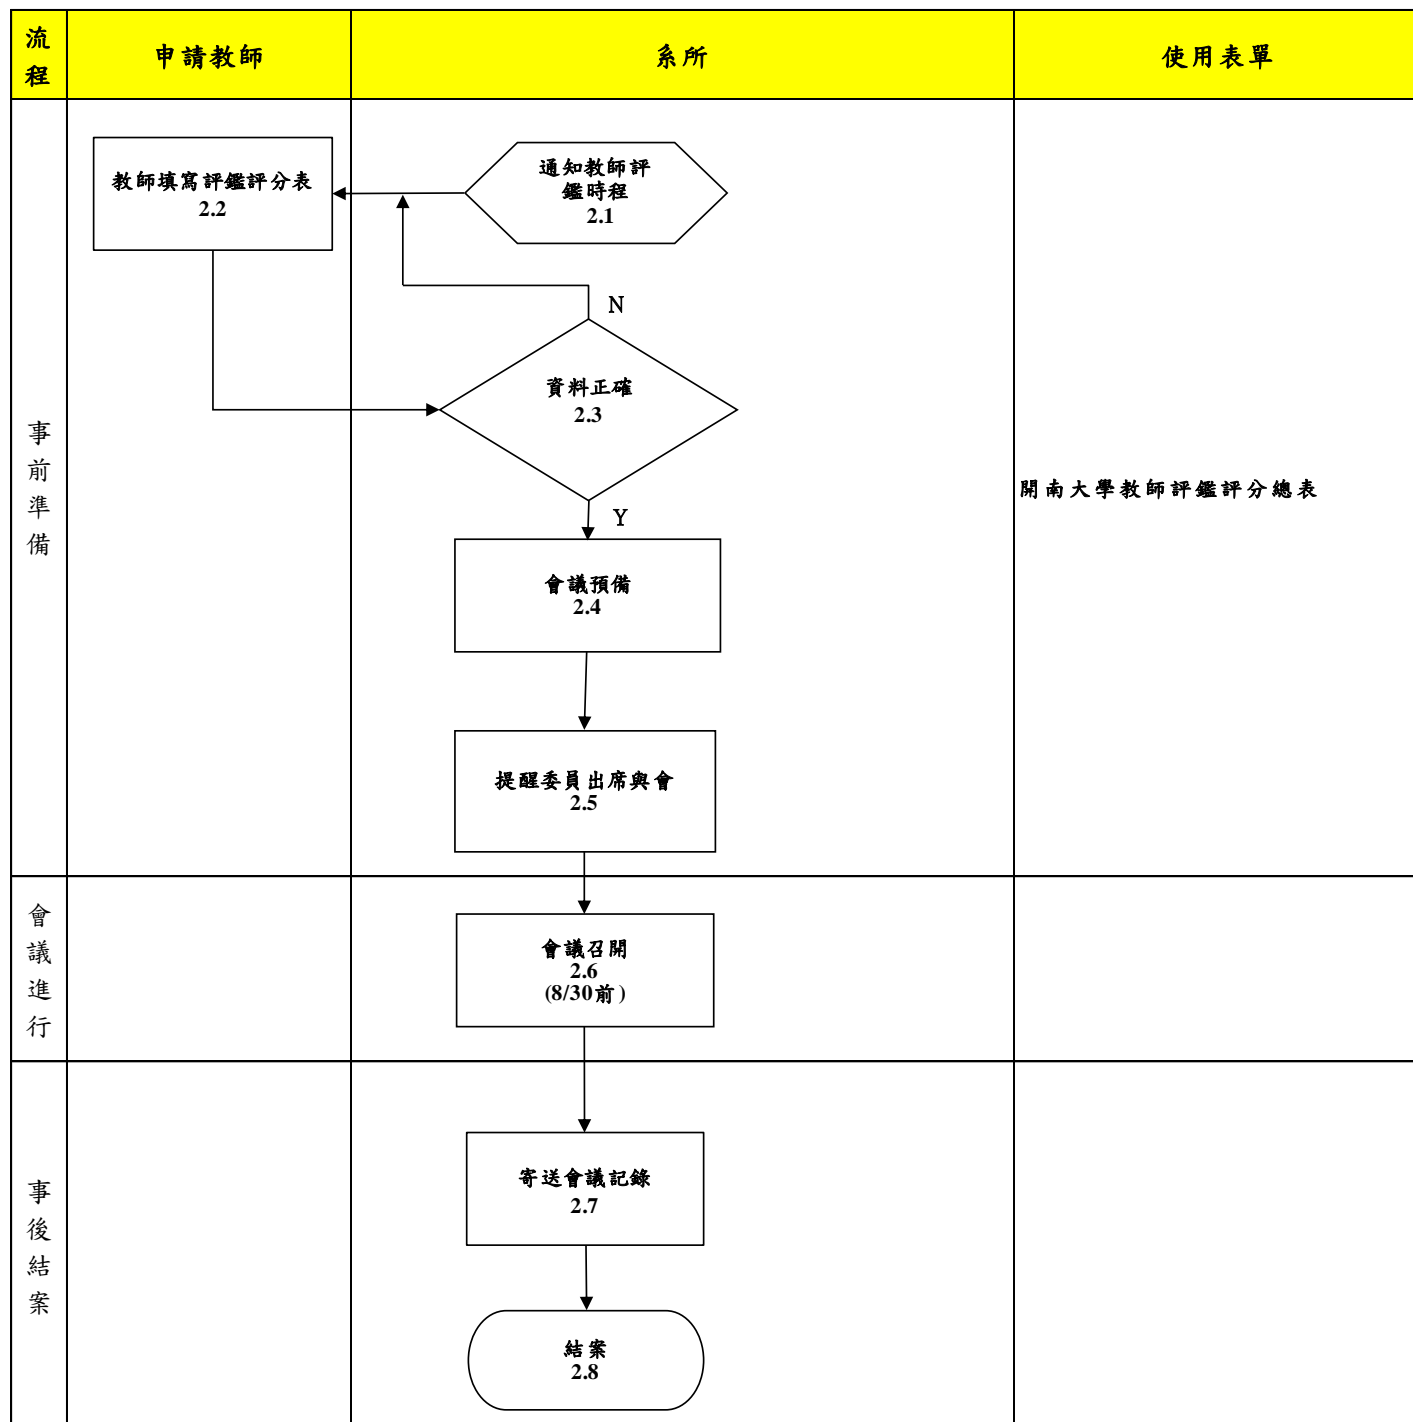 流程
申請教師
系所
使用表單
事前準備
教師填寫評鑑評分表
2.2
通知教師評
鑑時程
2.1
N
資料正確
2.3
Y
會議預備
2.4
提醒委員出席與會
2.5
開南大學教師評鑑評分總表
會議進行
會議召開
2.6
(8/30前)
事後結案
寄送會議記錄
2.7
結案
2.8